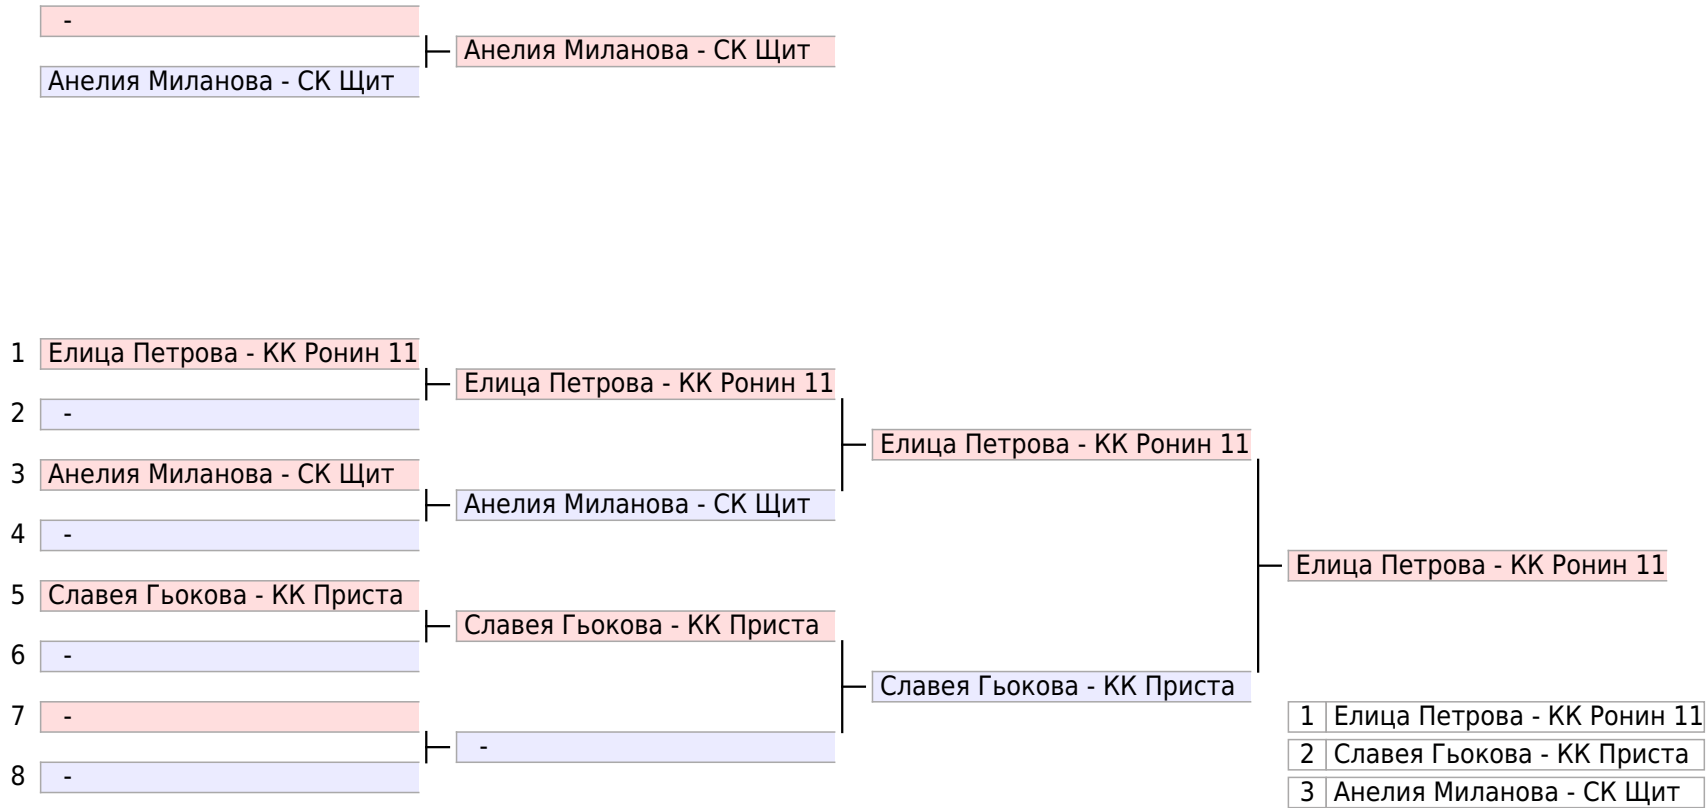 -
Анелия Миланова - СК Щит
Анелия Миланова - СК Щит
1 Елица Петрова - КК Ронин 11
Елица Петрова - КК Ронин 11
2 -
Елица Петрова - КК Ронин 11
3 Анелия Миланова - СК Щит
Анелия Миланова - СК Щит
4 -
Елица Петрова - КК Ронин 11
5 Славея Гьокова - КК Приста
Славея Гьокова - КК Приста
6 -
Славея Гьокова - КК Приста
7 -
-
8 -
1 Елица Петрова - КК Ронин 11
2 Славея Гьокова - КК Приста
3 Анелия Миланова - СК Щит